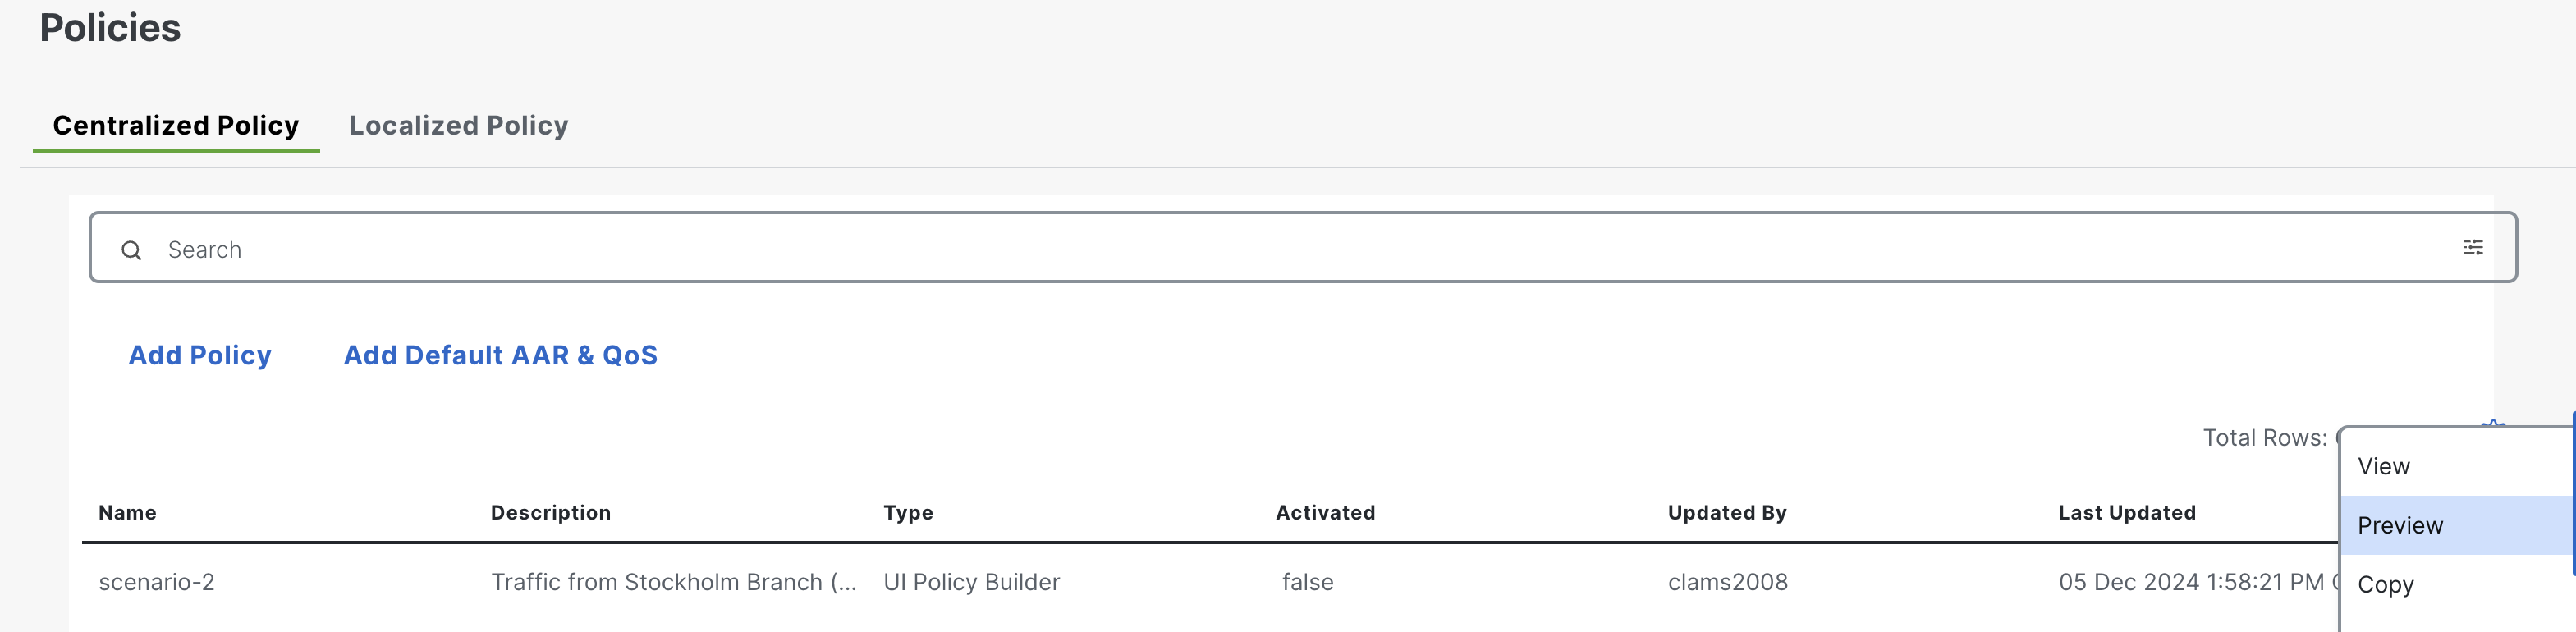 Policies
Centralized Policy Localized Policy
Search
Add Policy Add Default AAR & QoS
Total Rows:
View
Name Description Type Activated Updated By Last Updated
Preview
scenario-2 Traffic from Stockholm Branch (... UI Policy Builder false clams2008 05 Dec 2024 1:58:21 PM
Copy